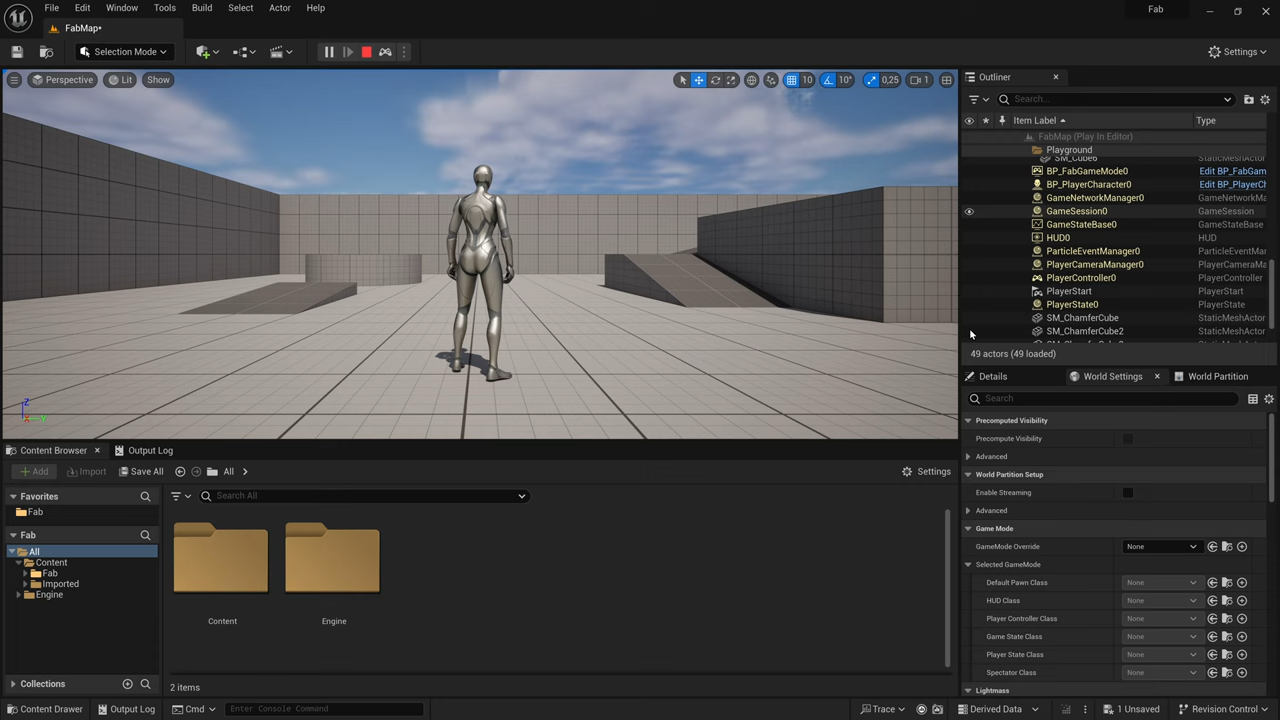 File Edit Window Tools Build Select Actor Help
Fab
FabMap*
Selection Mode
Settings
Perspective Lit Show
10 10° 0,25 1
Outliner
Search...
Item Label Type
FabMap (Play In Editor)
Playground
SM_Cube6 StaticMeshActor
BP_FabGameMode0 Edit BP_FabGam
BP_PlayerCharacter0 Edit BP_PlayerCh
GameNetworkManager0 GameNetworkMa
GameSession0 GameSession
GameStateBase0 GameStateBase
HUD0 HUD
ParticleEventManager0 ParticleEventMa
PlayerCameraManager0 PlayerCameraMa
PlayerController0 PlayerController
PlayerStart PlayerStart
PlayerState0 PlayerState
SM_ChamferCube StaticMeshActor
SM_ChamferCube2 StaticMeshActor
49 actors (49 loaded)
Details World Settings World Partition
Search
Precomputed Visibility
Precompute Visibility
Advanced
World Partition Setup
Enable Streaming
Advanced
Game Mode
GameMode Override None
Selected GameMode
Default Pawn Class None
HUD Class None
Player Controller Class None
Game State Class None
Player State Class None
Spectator Class None
Lightmass
Z
X Y
Content Browser Output Log
Add Import Save All All Settings
Favorites
Fab
Fab
All
Content
Fab
Imported
Engine
Collections
Search All
Content Engine
2 items
Content Drawer Output Log Cmd Enter Console Command Trace Derived Data 1 Unsaved Revision Control